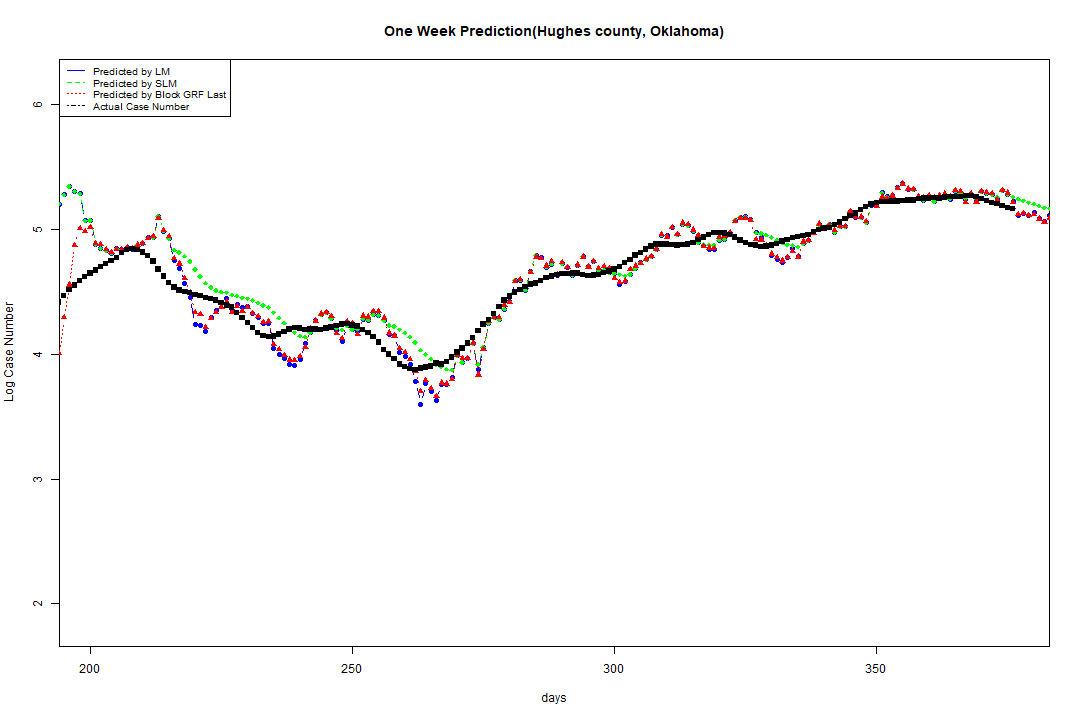 One Week Prediction(Hughes county, Oklahoma)
Predicted by LM
Predicted by SLM
Predicted by Block GRF Last
Actual Case Number
6
5
4
3
2
Log Case Number
200
250
300
350
days